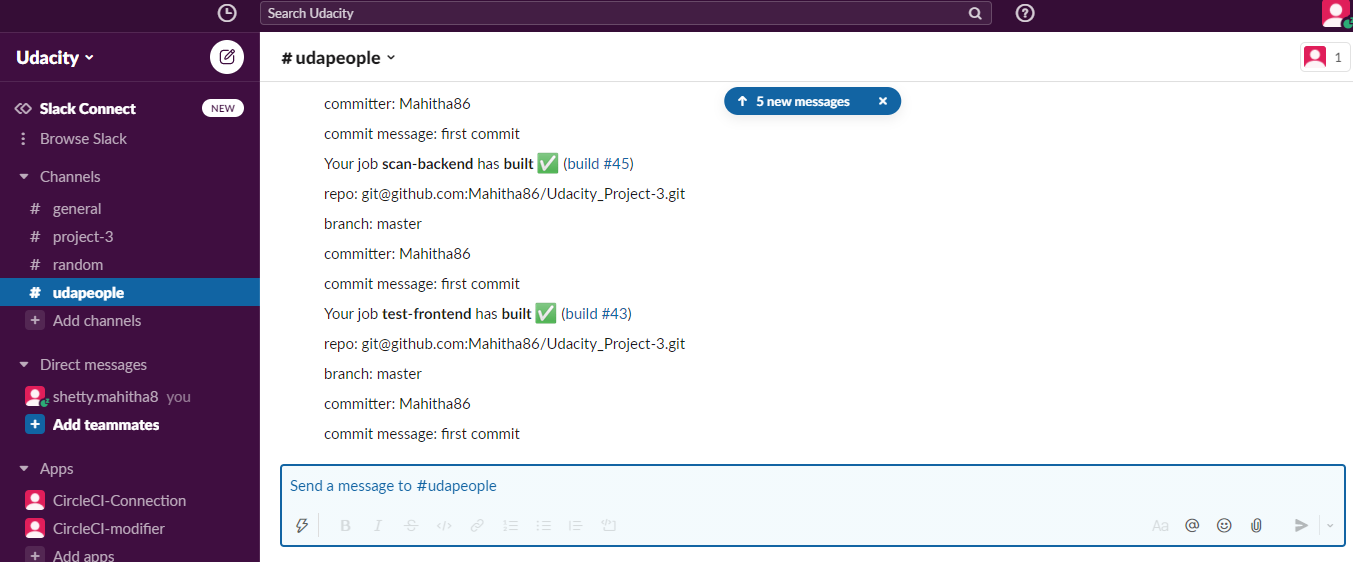 Search Udacity
Udacity
# udapeople
1
Slack Connect
NEW
Browse Slack
Channels
# general
# project-3
# random
# udapeople
+ Add channels
Direct messages
shetty.mahitha8 you
+ Add teammates
Apps
CircleCI-Connection
CircleCI-modifier
+ Add apps
↑ 5 new messages ×
committer: Mahitha86
commit message: first commit
Your job scan-backend has built ✅ (build #45)
repo: git@github.com:Mahitha86/Udacity_Project-3.git
branch: master
committer: Mahitha86
commit message: first commit
Your job test-frontend has built ✅ (build #43)
repo: git@github.com:Mahitha86/Udacity_Project-3.git
branch: master
committer: Mahitha86
commit message: first commit
Send a message to #udapeople
B I S </> Aa @